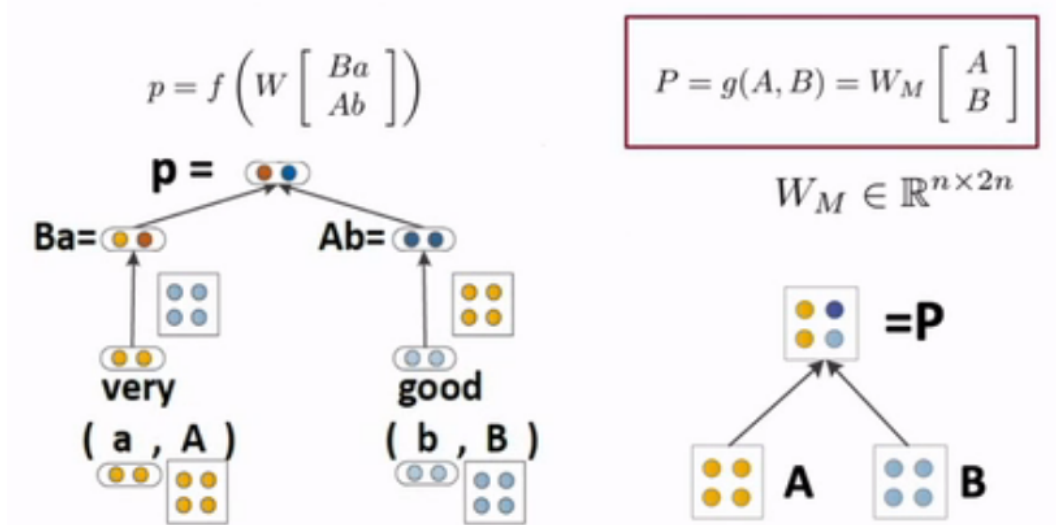 p = f ( W [ Ba
Ab ] )
p =
Ba=
Ab=
very
good
( a , A )
( b , B )
P = g(A, B) = W_M [ A
B ]
W_M ∈ ℝ^{n×2n}
=P
A
B